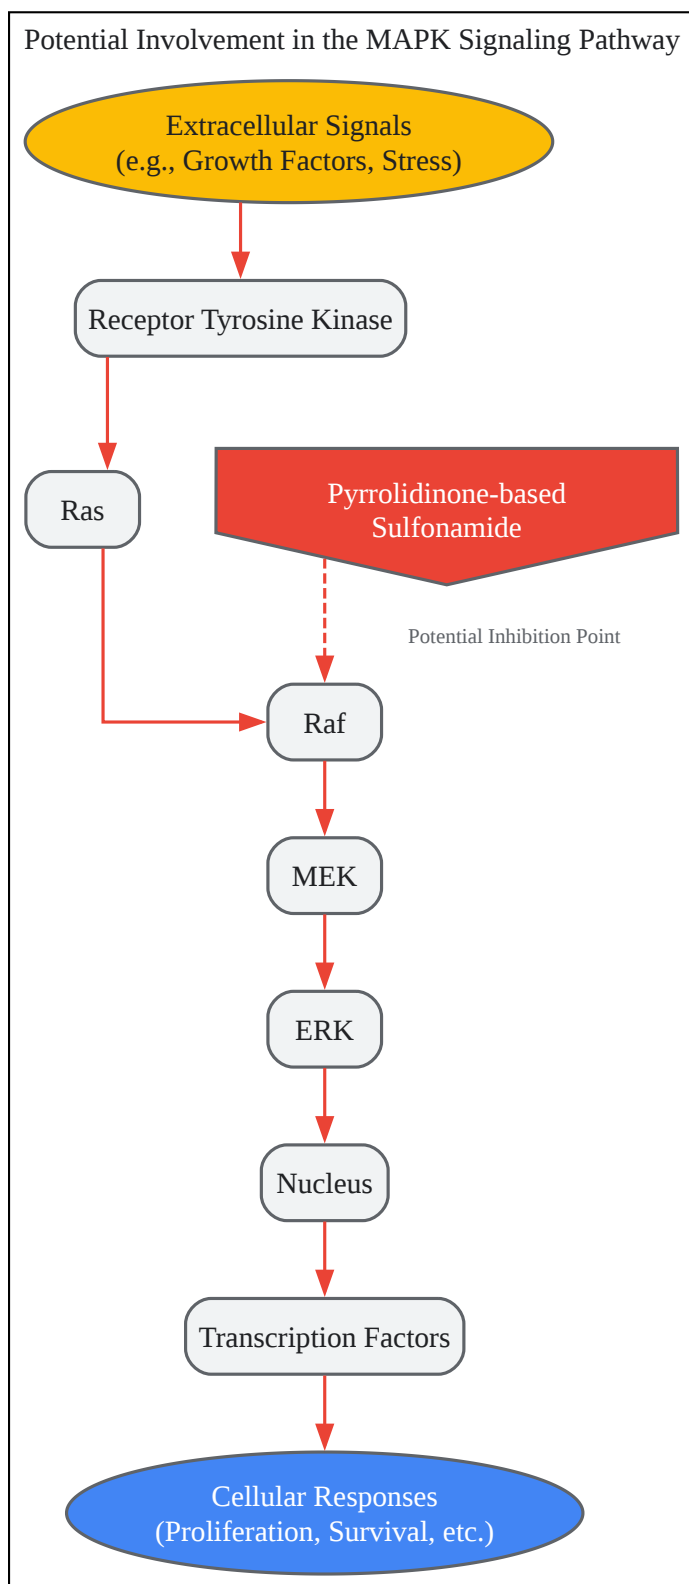 Potential Involvement in the MAPK Signaling Pathway
Extracellular Signals
(e.g., Growth Factors, Stress)
Receptor Tyrosine Kinase
Ras
Pyrrolidinone-based
Sulfonamide
Potential Inhibition Point
Raf
MEK
ERK
Nucleus
Transcription Factors
Cellular Responses
(Proliferation, Survival, etc.)